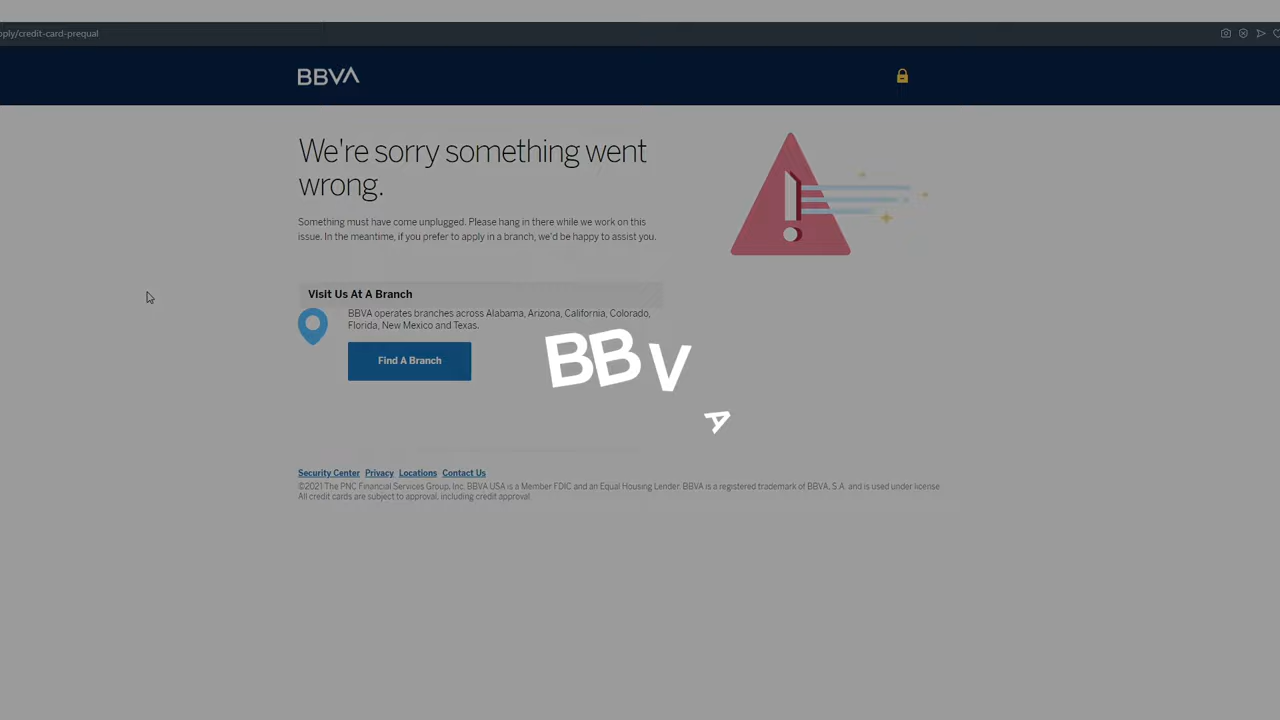 pply/credit-card-prequal
BBVA
We're sorry something went
wrong.
Something must have come unplugged. Please hang in there while we work on this
issue. In the meantime, if you prefer to apply in a branch, we'd be happy to assist you.
Visit Us At A Branch
BBVA operates branches across Alabama, Arizona, California, Colorado,
Florida, New Mexico and Texas.
Find A Branch
BBVA
Security Center Privacy Locations Contact Us
©2021 The PNC Financial Services Group, Inc. BBVA USA is a Member FDIC and an Equal Housing Lender. BBVA is a registered trademark of BBVA, S.A. and is used under license.
All credit cards are subject to approval, including credit approval.